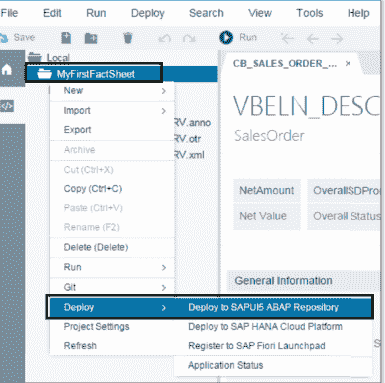 File Edit Run Deploy Search View Tools Help
Save Run
Local
MyFirstFactSheet
New
Import
Export
Archive
Cut (Ctrl+X)
Copy (Ctrl+C)
Paste (Ctrl+V)
Rename (F2)
Delete (Delete)
Run
Git
Deploy
Project Settings
Refresh
RV.anno
RV.otr
RV.xml
Deploy to SAPUI5 ABAP Repository
Deploy to SAP HANA Cloud Platform
Register to SAP Fiori Launchpad
Application Status
CB_SALES_ORDER_...
VBELN_DESC
SalesOrder
NetAmount OverallSDPro
Net Value Overall Status
General Information